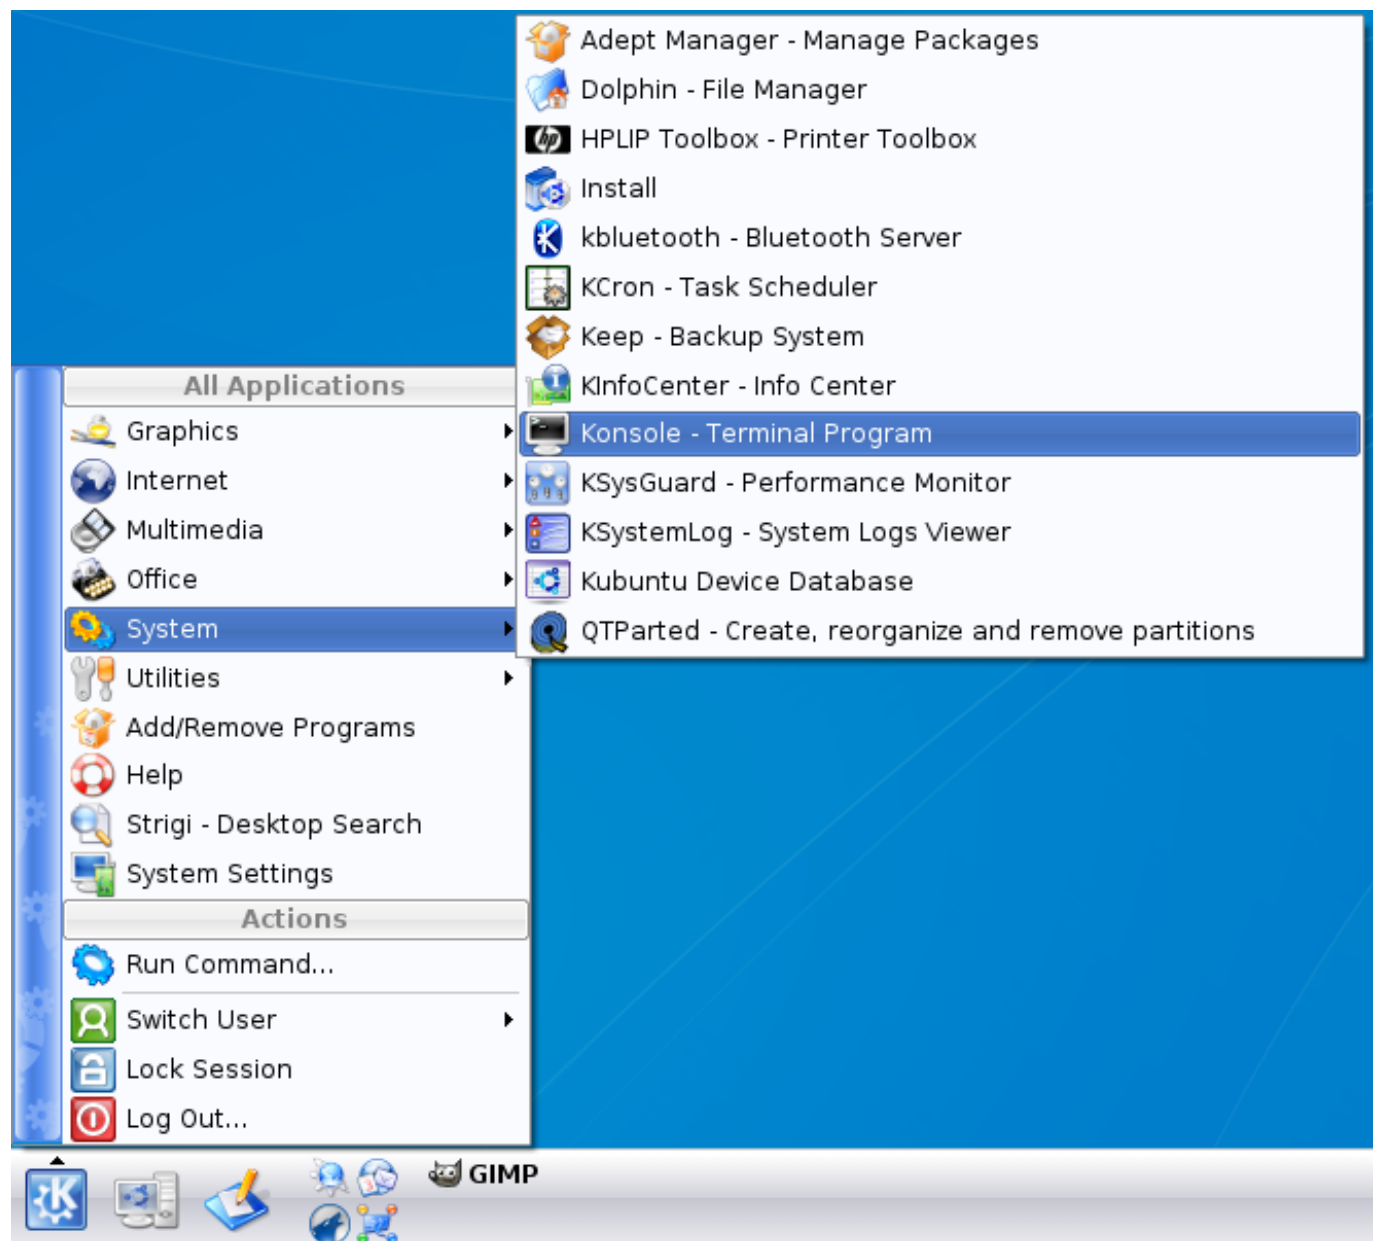 Adept Manager - Manage Packages
Dolphin - File Manager
hp HPLIP Toolbox - Printer Toolbox
Install
kbluetooth - Bluetooth Server
KCron - Task Scheduler
Keep - Backup System
KInfoCenter - Info Center
Konsole - Terminal Program
KSysGuard - Performance Monitor
KSystemLog - System Logs Viewer
Kubuntu Device Database
QTParted - Create, reorganize and remove partitions
All Applications
Graphics
Internet
Multimedia
Office
System
Utilities
Add/Remove Programs
Help
Strigi - Desktop Search
System Settings
Actions
Run Command...
Switch User
Lock Session
Log Out...
K
GIMP